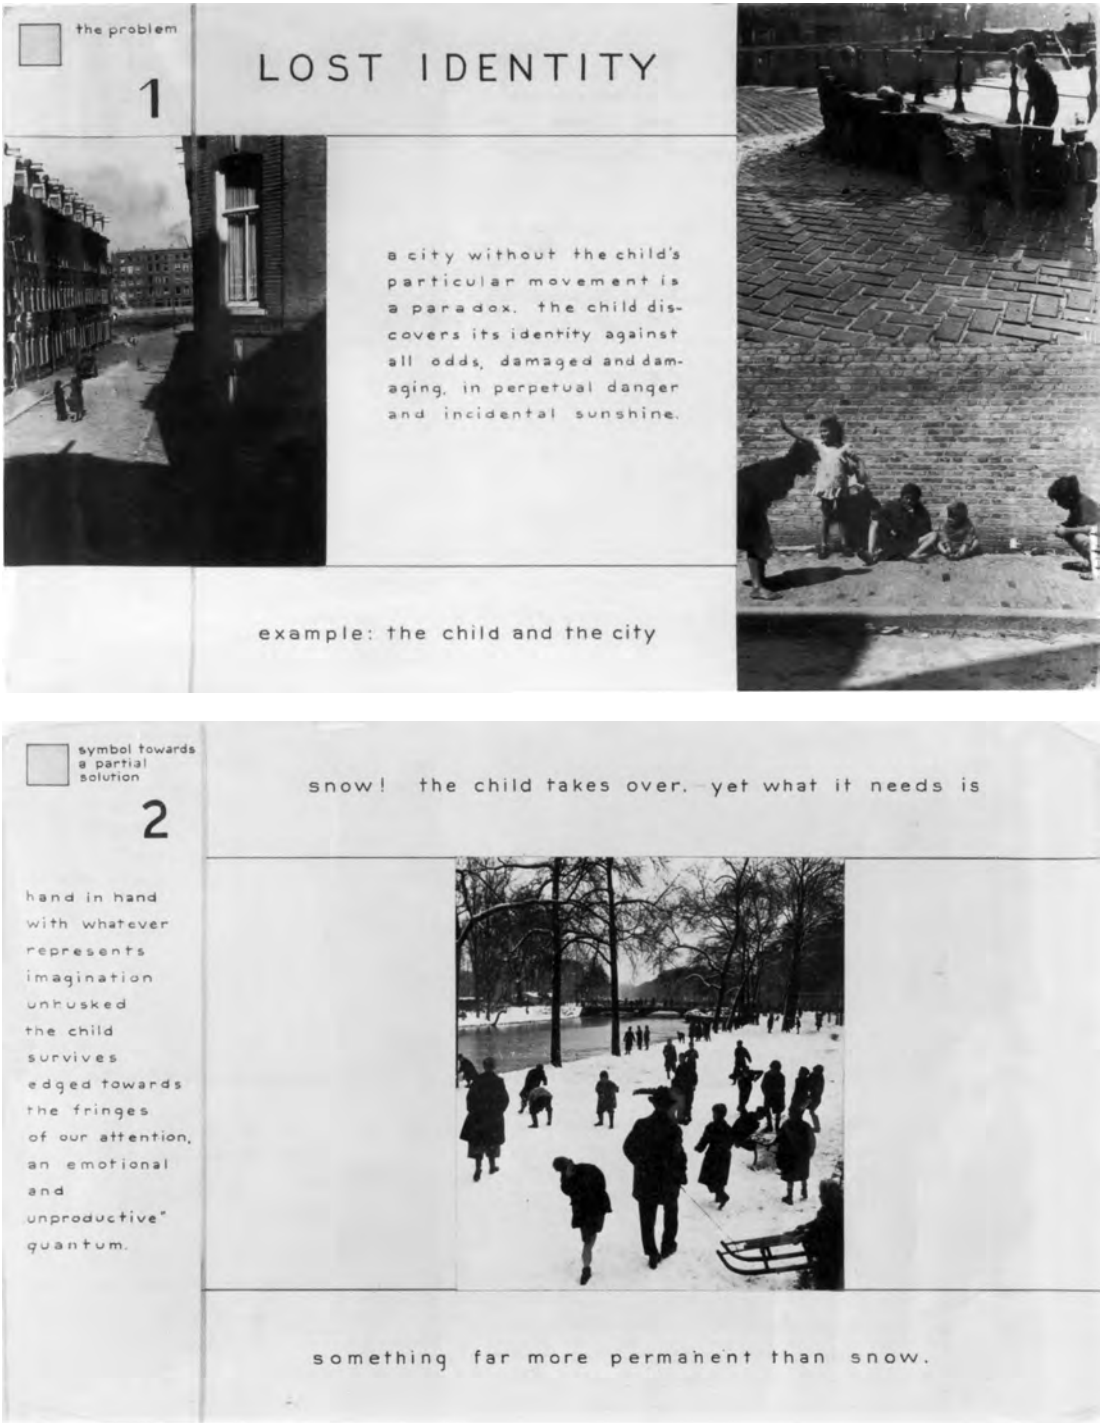 the problem
1
LOST IDENTITY
a city without the child's
particular movement is
a paradox. the child dis-
covers its identity against
all odds, damaged and dam-
aging, in perpetual danger
and incidental sunshine.
example: the child and the city
symbol towards
a partial
solution
2
snow! the child takes over. yet what it needs is
hand in hand
with whatever
represents
imagination
unhusked
the child
survives
edged towards
the fringes
of our attention,
an emotional
and
unproductive"
quantum.
something far more permanent than snow.